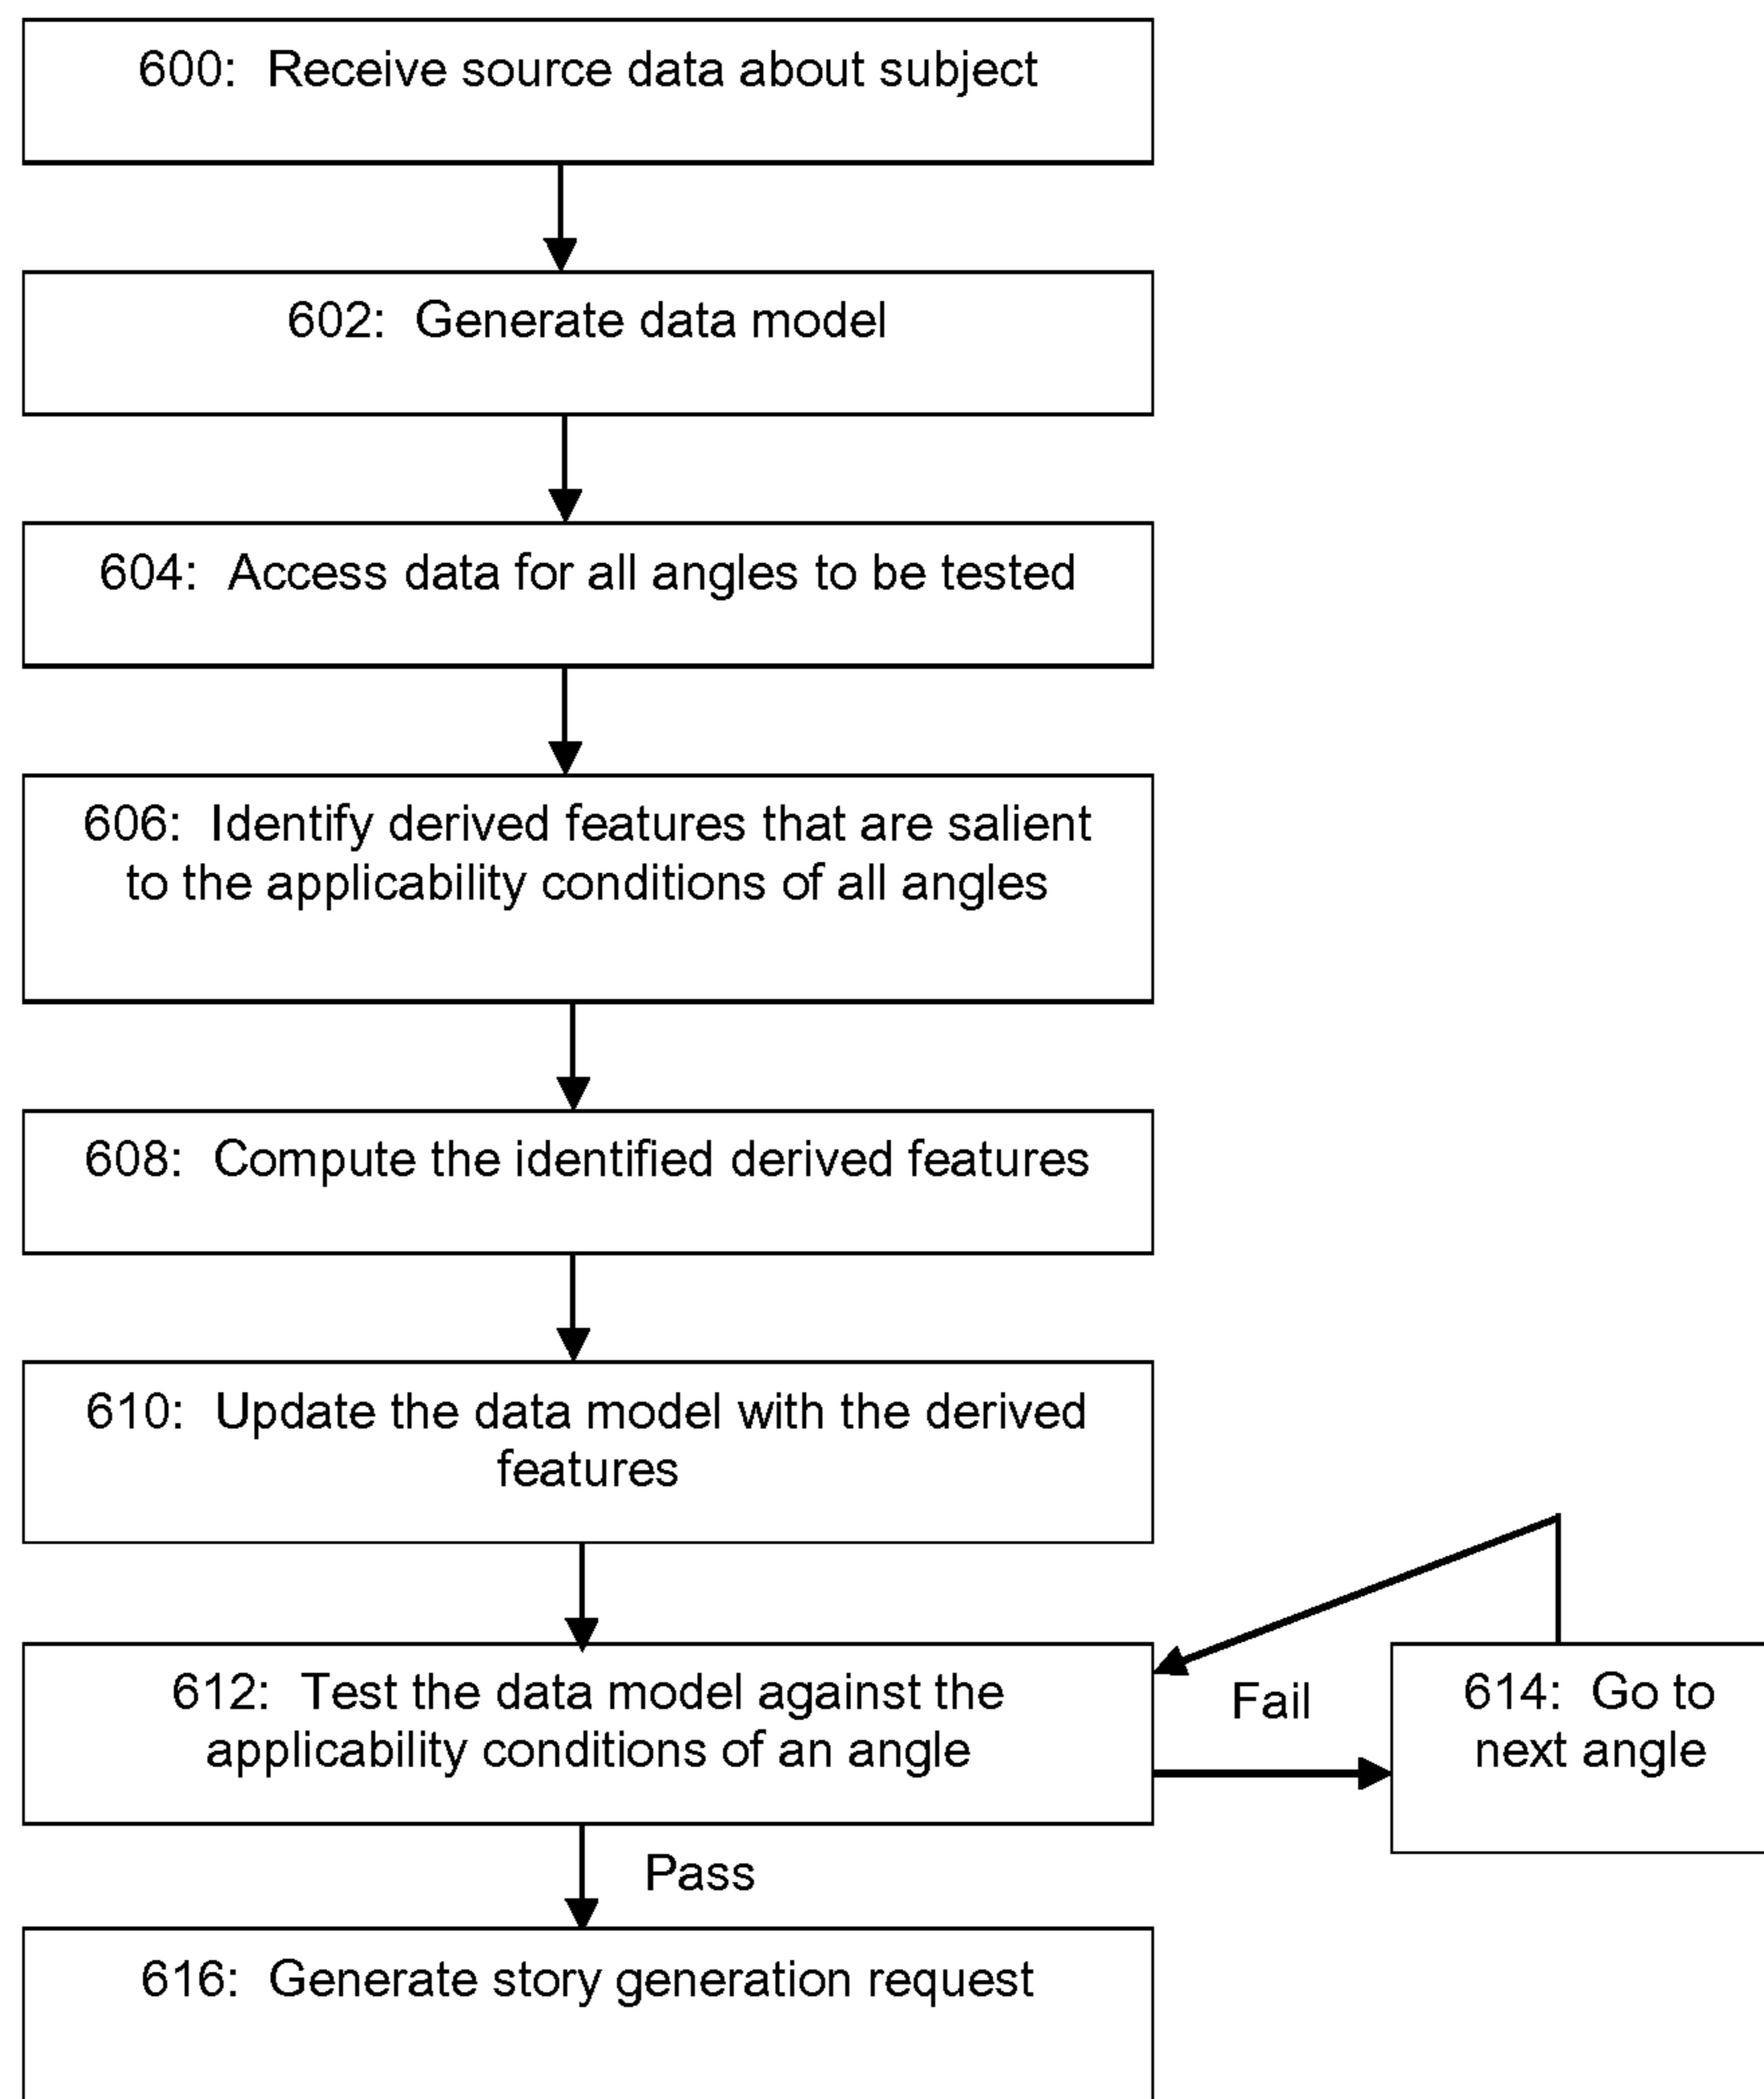 600:  Receive source data about subject
602:  Generate data model
604:  Access data for all angles to be tested
606:  Identify derived features that are salient
to the applicability conditions of all angles
608:  Compute the identified derived features
610:  Update the data model with the derived
features
612:  Test the data model against the
applicability conditions of an angle
Fail
614:  Go to
next angle
Pass
616:  Generate story generation request